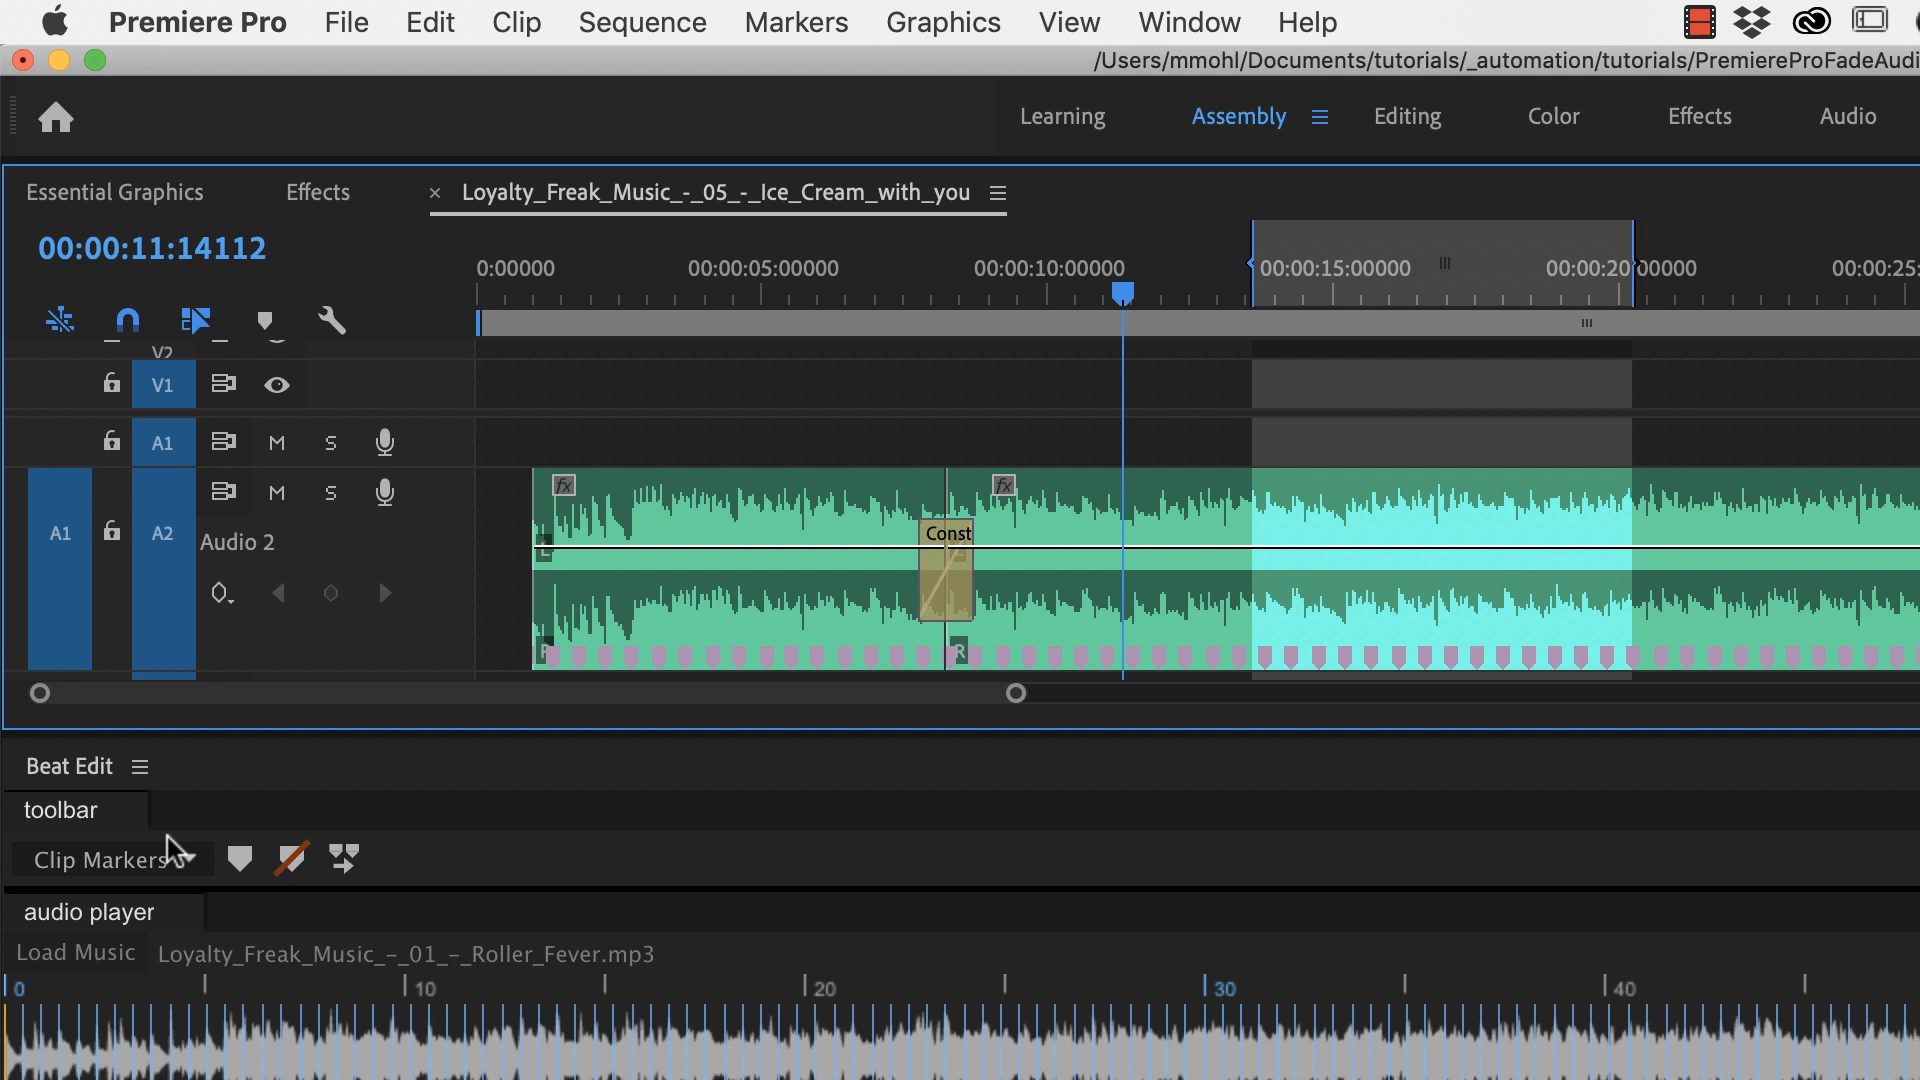 Premiere Pro File Edit Clip Sequence Markers Graphics View Window Help
/Users/mmohl/Documents/tutorials/_automation/tutorials/PremiereProFadeAudi
Learning Assembly Editing Color Effects Audio
Essential Graphics Effects × Loyalty_Freak_Music_-_05_-_Ice_Cream_with_you
00:00:11:14112
0:00000 00:00:05:00000 00:00:10:00000 00:00:15:00000 00:00:20:00000 00:00:25:
V2
V1
A1 M S
fx fx
M S
A1 A2 Const
Audio 2
L
R R
Beat Edit
toolbar
Clip Markers
audio player
Load Music Loyalty_Freak_Music_-_01_-_Roller_Fever.mp3
0 10 20 30 40